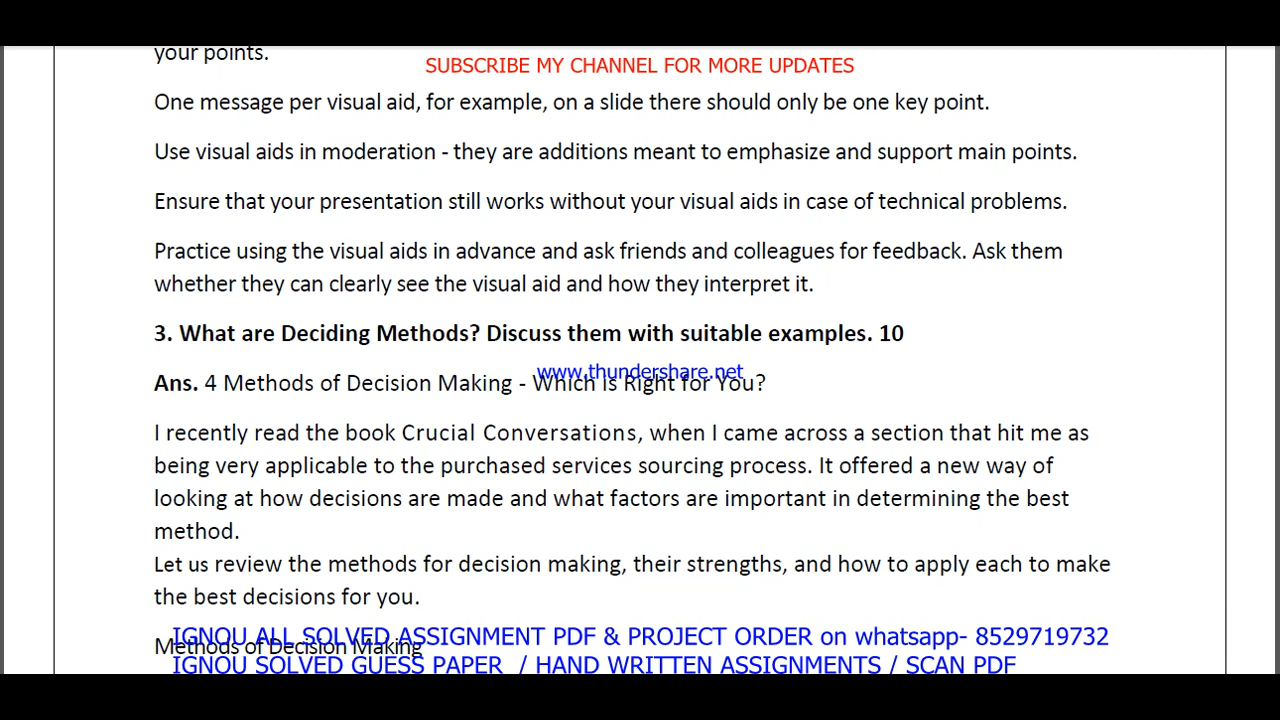 your points.
SUBSCRIBE MY CHANNEL FOR MORE UPDATES
One message per visual aid, for example, on a slide there should only be one key point.
Use visual aids in moderation - they are additions meant to emphasize and support main points.
Ensure that your presentation still works without your visual aids in case of technical problems.
Practice using the visual aids in advance and ask friends and colleagues for feedback. Ask them
whether they can clearly see the visual aid and how they interpret it.
3. What are Deciding Methods? Discuss them with suitable examples. 10
www.thundershare.net
Ans. 4 Methods of Decision Making - Which is Right for You?
I recently read the book Crucial Conversations, when I came across a section that hit me as
being very applicable to the purchased services sourcing process. It offered a new way of
looking at how decisions are made and what factors are important in determining the best
method.
Let us review the methods for decision making, their strengths, and how to apply each to make
the best decisions for you.
IGNOU ALL SOLVED ASSIGNMENT PDF & PROJECT ORDER on whatsapp- 8529719732
Methods of Decision Making
IGNOU SOLVED GUESS PAPER / HAND WRITTEN ASSIGNMENTS / SCAN PDF